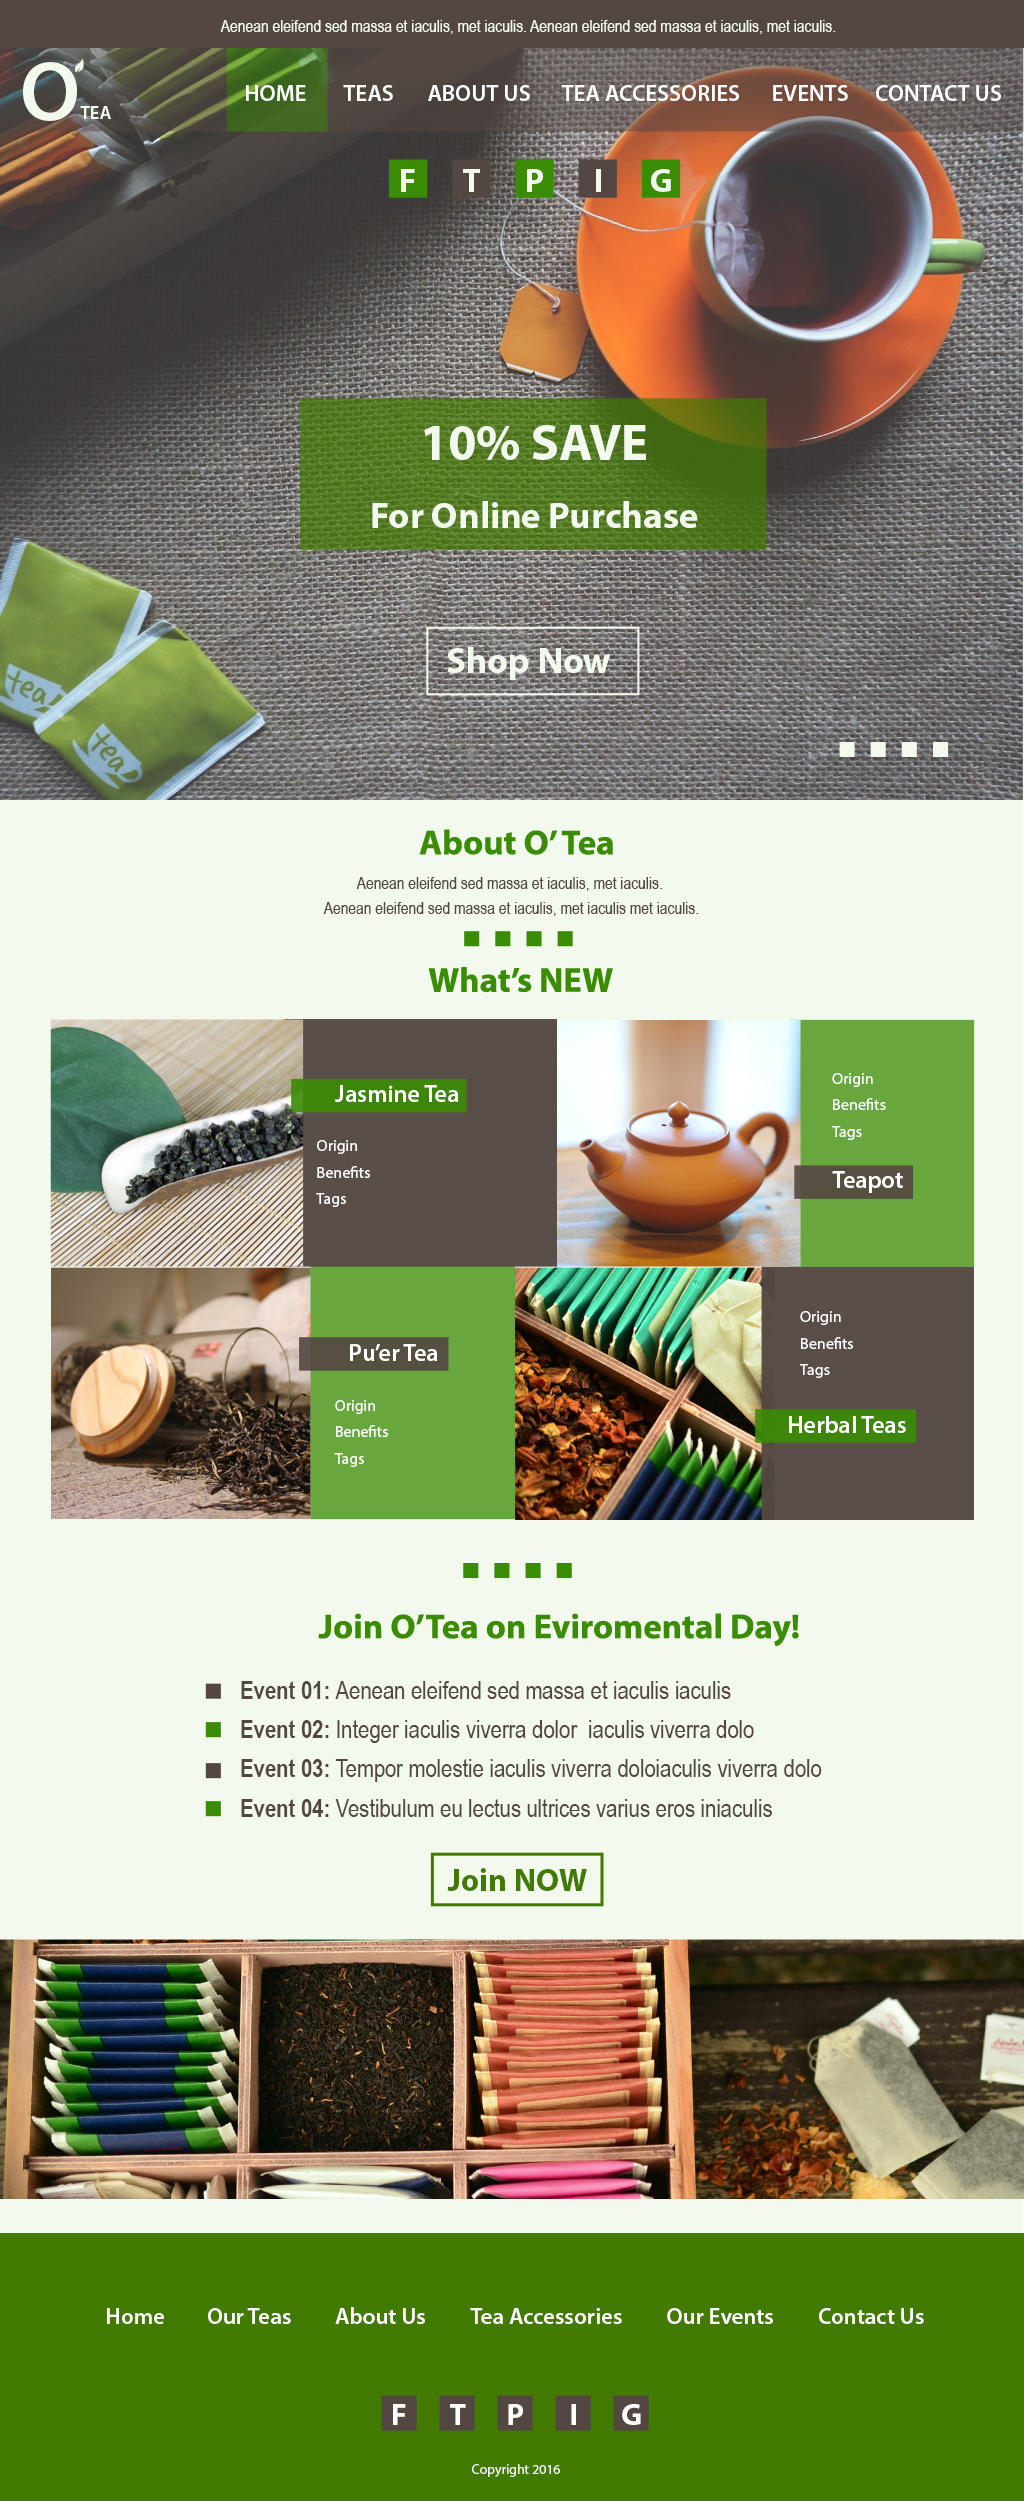 Aenean eleifend sed massa et iaculis, met iaculis. Aenean eleifend sed massa et iaculis, met iaculis.
O' TEA
HOME TEAS ABOUT US TEA ACCESSORIES EVENTS CONTACT US
F T P I G
10% SAVE
For Online Purchase
tea
tea
Shop Now
About O' Tea
Aenean eleifend sed massa et iaculis, met iaculis.
Aenean eleifend sed massa et iaculis, met iaculis met iaculis.
What's NEW
Jasmine Tea
Origin
Benefits
Tags
Origin
Benefits
Tags
Teapot
Pu'er Tea
Origin
Benefits
Tags
Origin
Benefits
Tags
Herbal Teas
Join O'Tea on Eviromental Day!
Event 01: Aenean eleifend sed massa et iaculis iaculis
Event 02: Integer iaculis viverra dolor  iaculis viverra dolo
Event 03: Tempor molestie iaculis viverra doloiaculis viverra dolo
Event 04: Vestibulum eu lectus ultrices varius eros iniaculis
Join NOW
Home Our Teas About Us Tea Accessories Our Events Contact Us
F T P I G
Copyright 2016